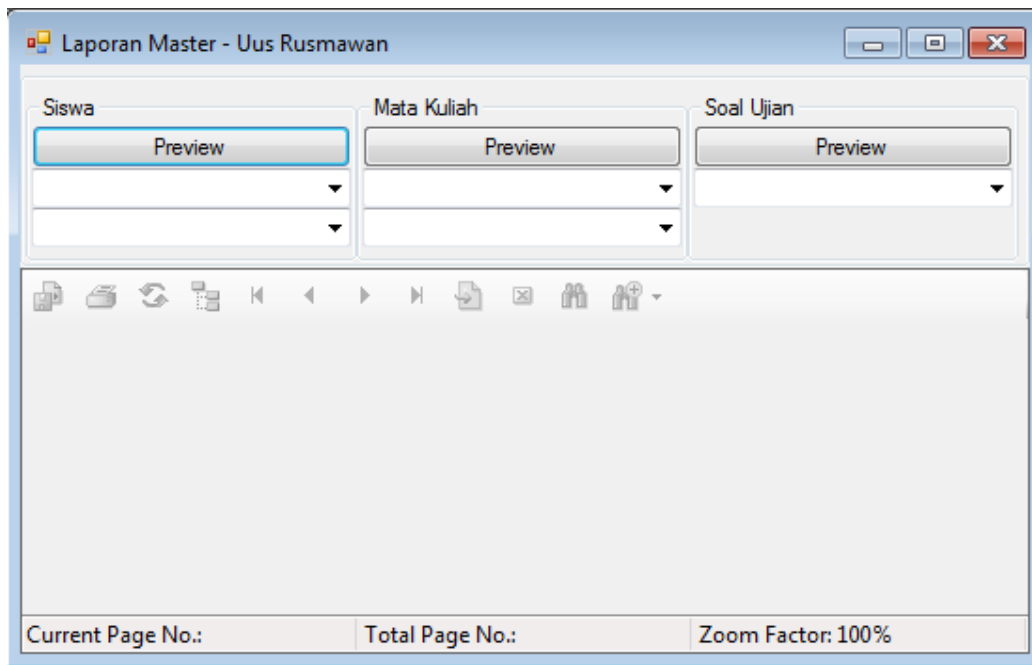 Laporan Master - Uus Rusmawan
Siswa Mata Kuliah Soal Ujian
Preview Preview Preview
Current Page No.: Total Page No.: Zoom Factor: 100%